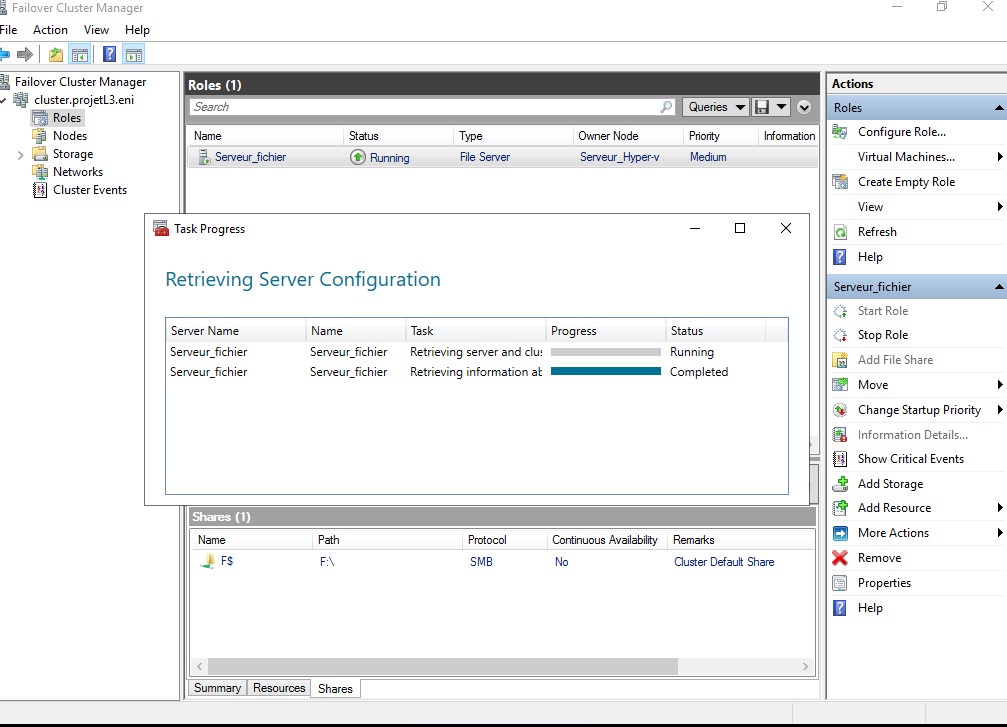 Failover Cluster Manager
File Action View Help
Failover Cluster Manager
cluster.projetL3.eni
Roles
Nodes
Storage
Networks
Cluster Events
Roles (1)
Search
Queries
Name Status Type Owner Node Priority Information
Serveur_fichier Running File Server Serveur_Hyper-v Medium
Task Progress
Retrieving Server Configuration
Server Name Name Task Progress Status
Serveur_fichier Serveur_fichier Retrieving server and clus Running
Serveur_fichier Serveur_fichier Retrieving information ab Completed
Shares (1)
Name Path Protocol Continuous Availability Remarks
F$ F:\ SMB No Cluster Default Share
Summary Resources Shares
Actions
Roles
Configure Role...
Virtual Machines...
Create Empty Role
View
Refresh
Help
Serveur_fichier
Start Role
Stop Role
Add File Share
Move
Change Startup Priority
Information Details...
Show Critical Events
Add Storage
Add Resource
More Actions
Remove
Properties
Help